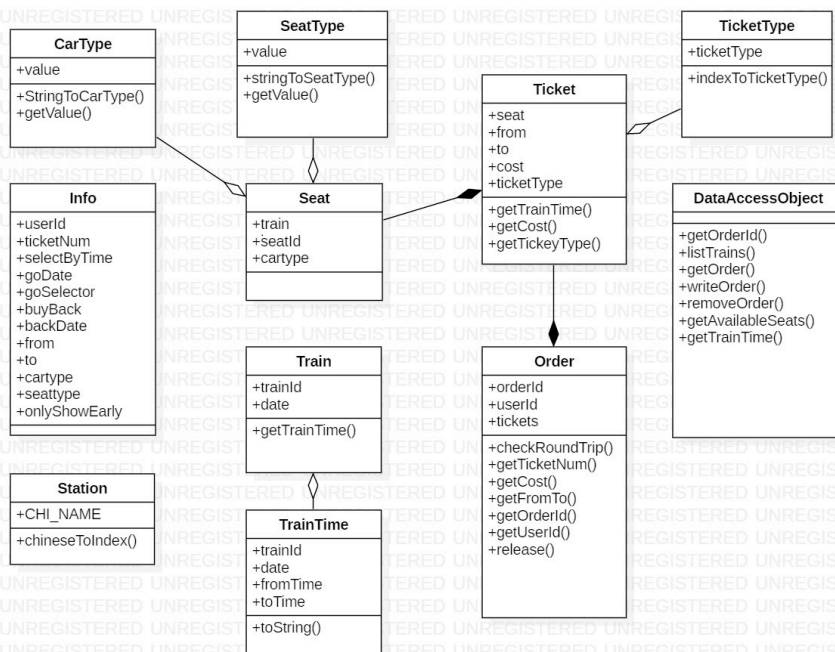 CarType
+value
+StringToCarType()
+getValue()
SeatType
+value
+stringToSeatType()
+getValue()
Ticket
+seat
+from
+to
+cost
+ticketType
+getTrainTime()
+getCost()
+getTickeyType()
TicketType
+ticketType
+indexToTicketType()
Info
+userId
+ticketNum
+selectByTime
+goDate
+goSelector
+buyBack
+backDate
+from
+to
+cartype
+seattype
+onlyShowEarly
Seat
+train
+seatId
+cartype
DataAccessObject
+getOrderId()
+listTrains()
+getOrder()
+writeOrder()
+removeOrder()
+getAvailableSeats()
+getTrainTime()
Train
+trainId
+date
+getTrainTime()
Order
+orderId
+userId
+tickets
+checkRoundTrip()
+getTicketNum()
+getCost()
+getFromTo()
+getOrderId()
+getUserId()
+release()
Station
+CHI_NAME
+chineseToIndex()
TrainTime
+trainId
+date
+fromTime
+toTime
+toString()
UNREGISTERED